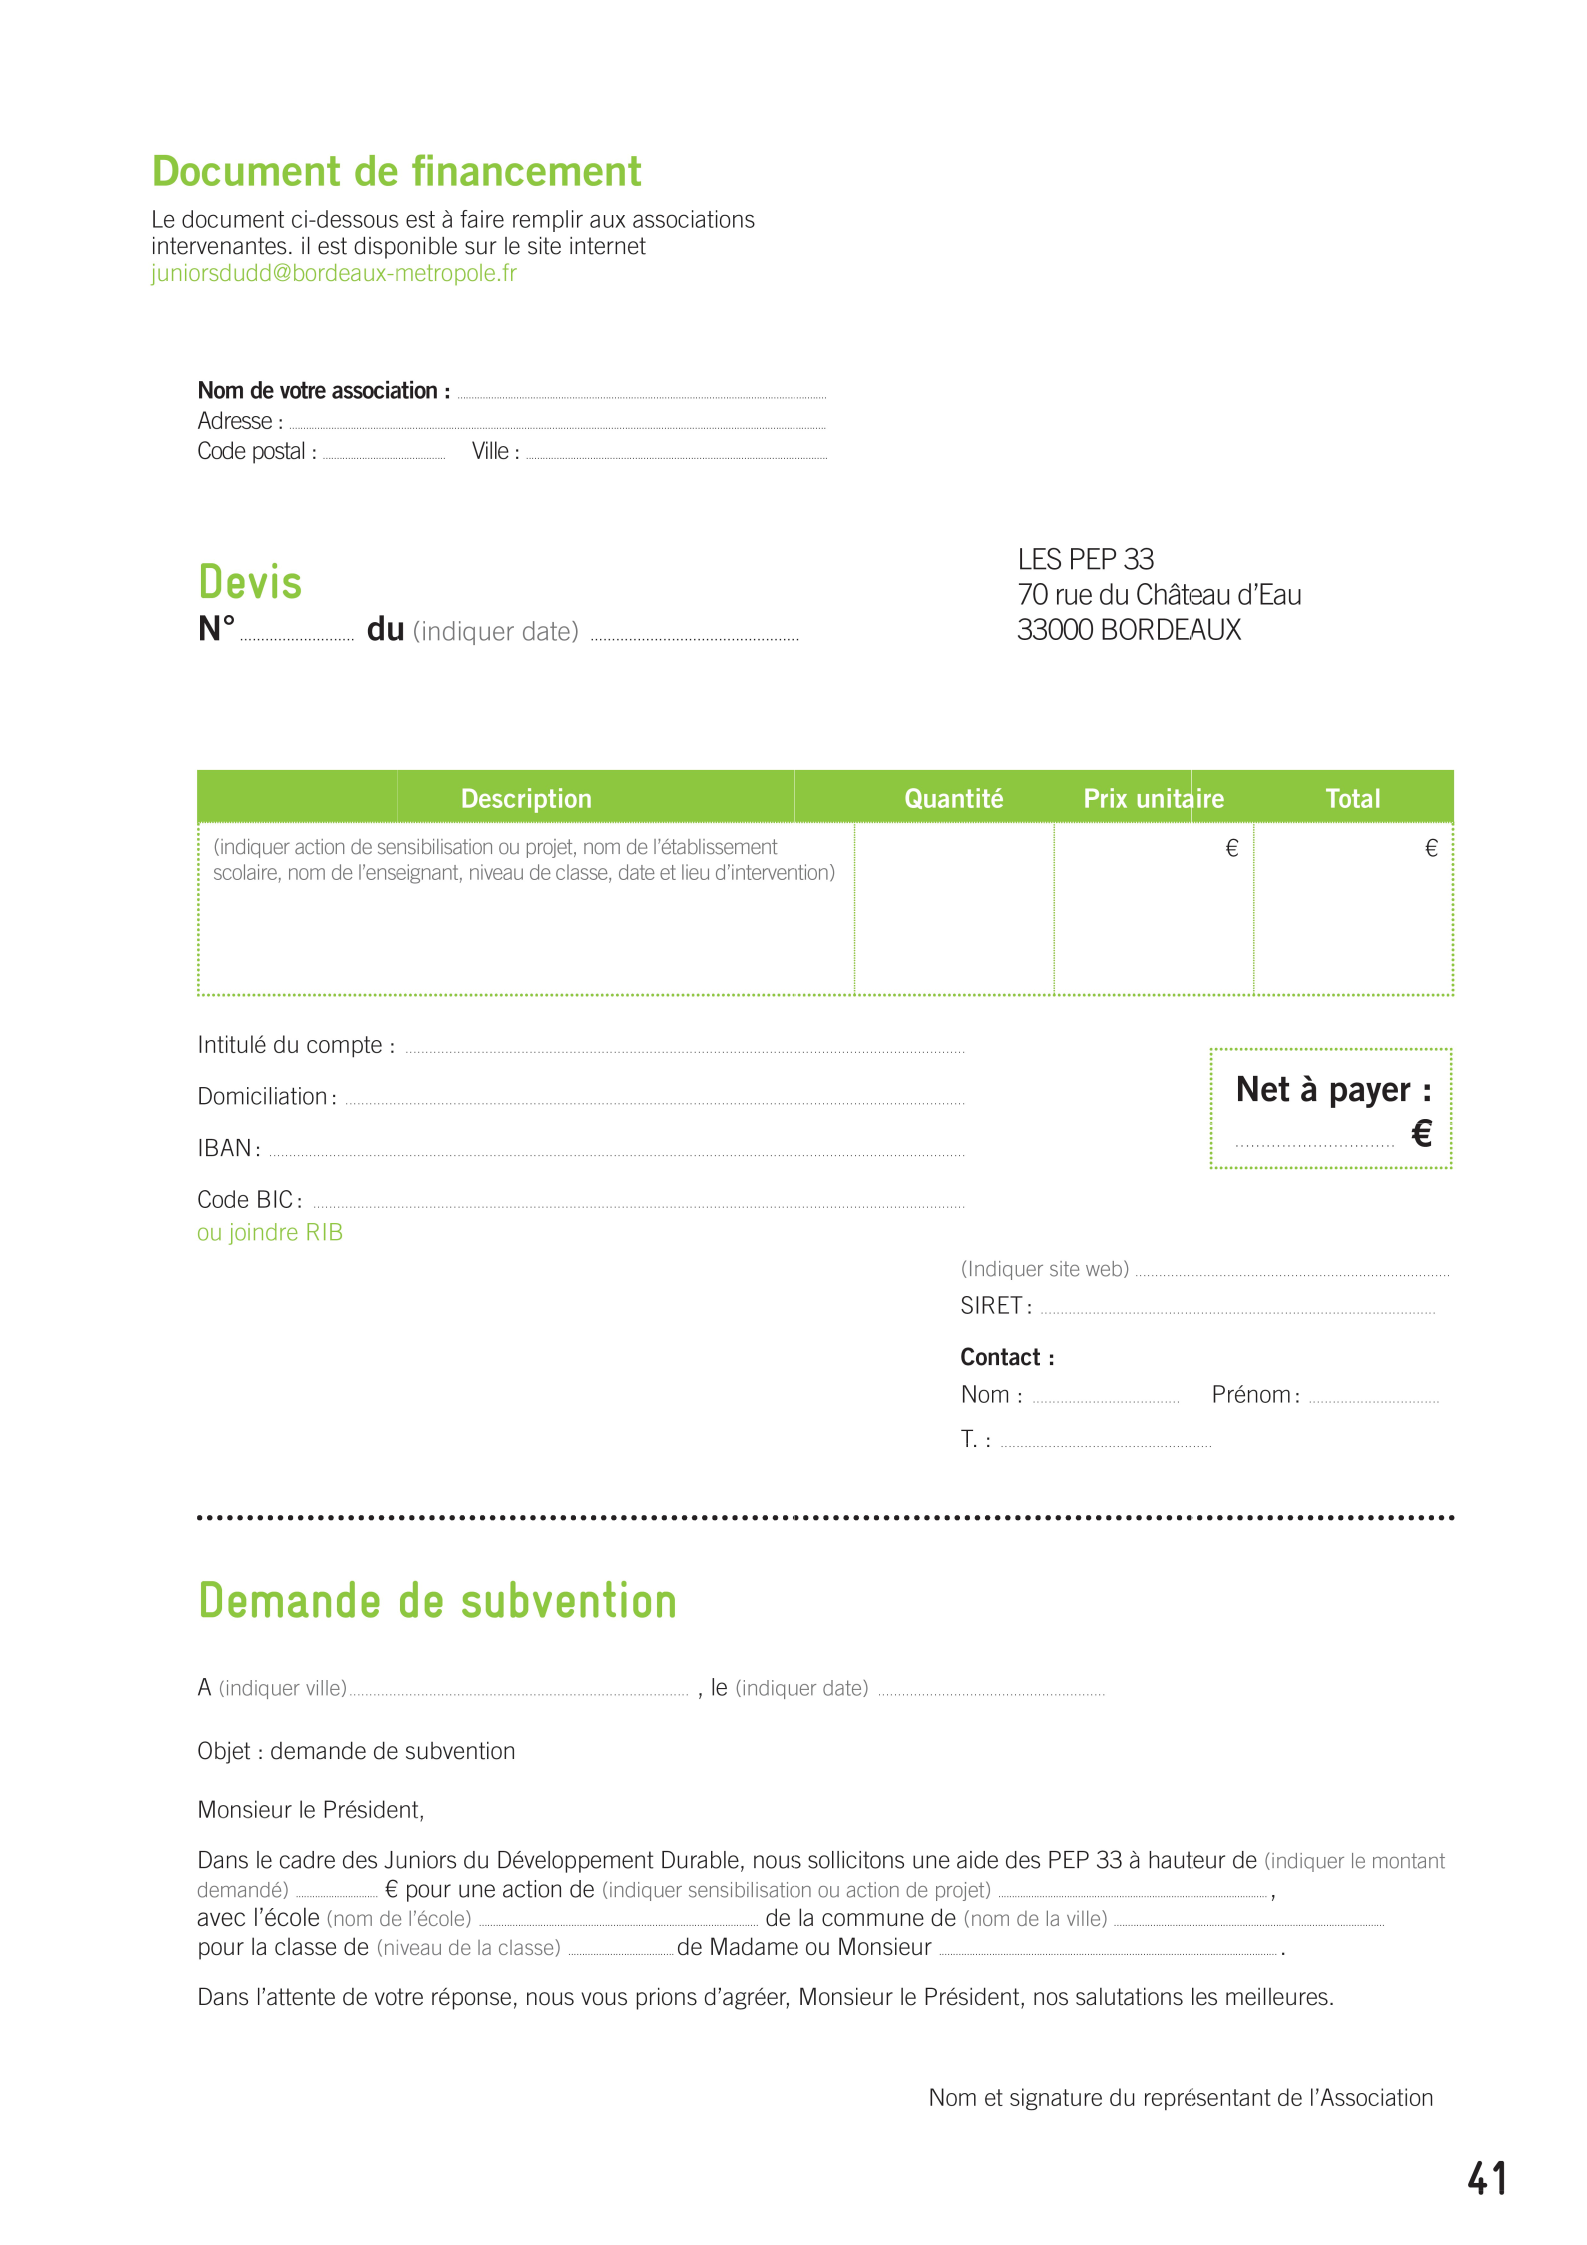 Document de financement
Le document ci-dessous est à faire remplir aux associations
intervenantes. il est disponible sur le site internet
juniorsdudd@bordeaux-metropole.fr
Nom de votre association :
Adresse :
Code postal : Ville :
Devis
N° du (indiquer date)
LES PEP 33
70 rue du Château d’Eau
33000 BORDEAUX
Description Quantité Prix unitaire Total
(indiquer action de sensibilisation ou projet, nom de l’établissement
scolaire, nom de l’enseignant, niveau de classe, date et lieu d’intervention)
€ €
Intitulé du compte :
Domiciliation :
IBAN :
Code BIC :
ou joindre RIB
Net à payer :
€
(Indiquer site web)
SIRET :
Contact :
Nom : Prénom :
T. :
Demande de subvention
A (indiquer ville) , le (indiquer date)
Objet : demande de subvention
Monsieur le Président,
Dans le cadre des Juniors du Développement Durable, nous sollicitons une aide des PEP 33 à hauteur de (indiquer le montant
demandé) € pour une action de (indiquer sensibilisation ou action de projet) ,
avec l’école (nom de l’école) de la commune de (nom de la ville)
pour la classe de (niveau de la classe) de Madame ou Monsieur .
Dans l’attente de votre réponse, nous vous prions d’agréer, Monsieur le Président, nos salutations les meilleures.
Nom et signature du représentant de l’Association
41